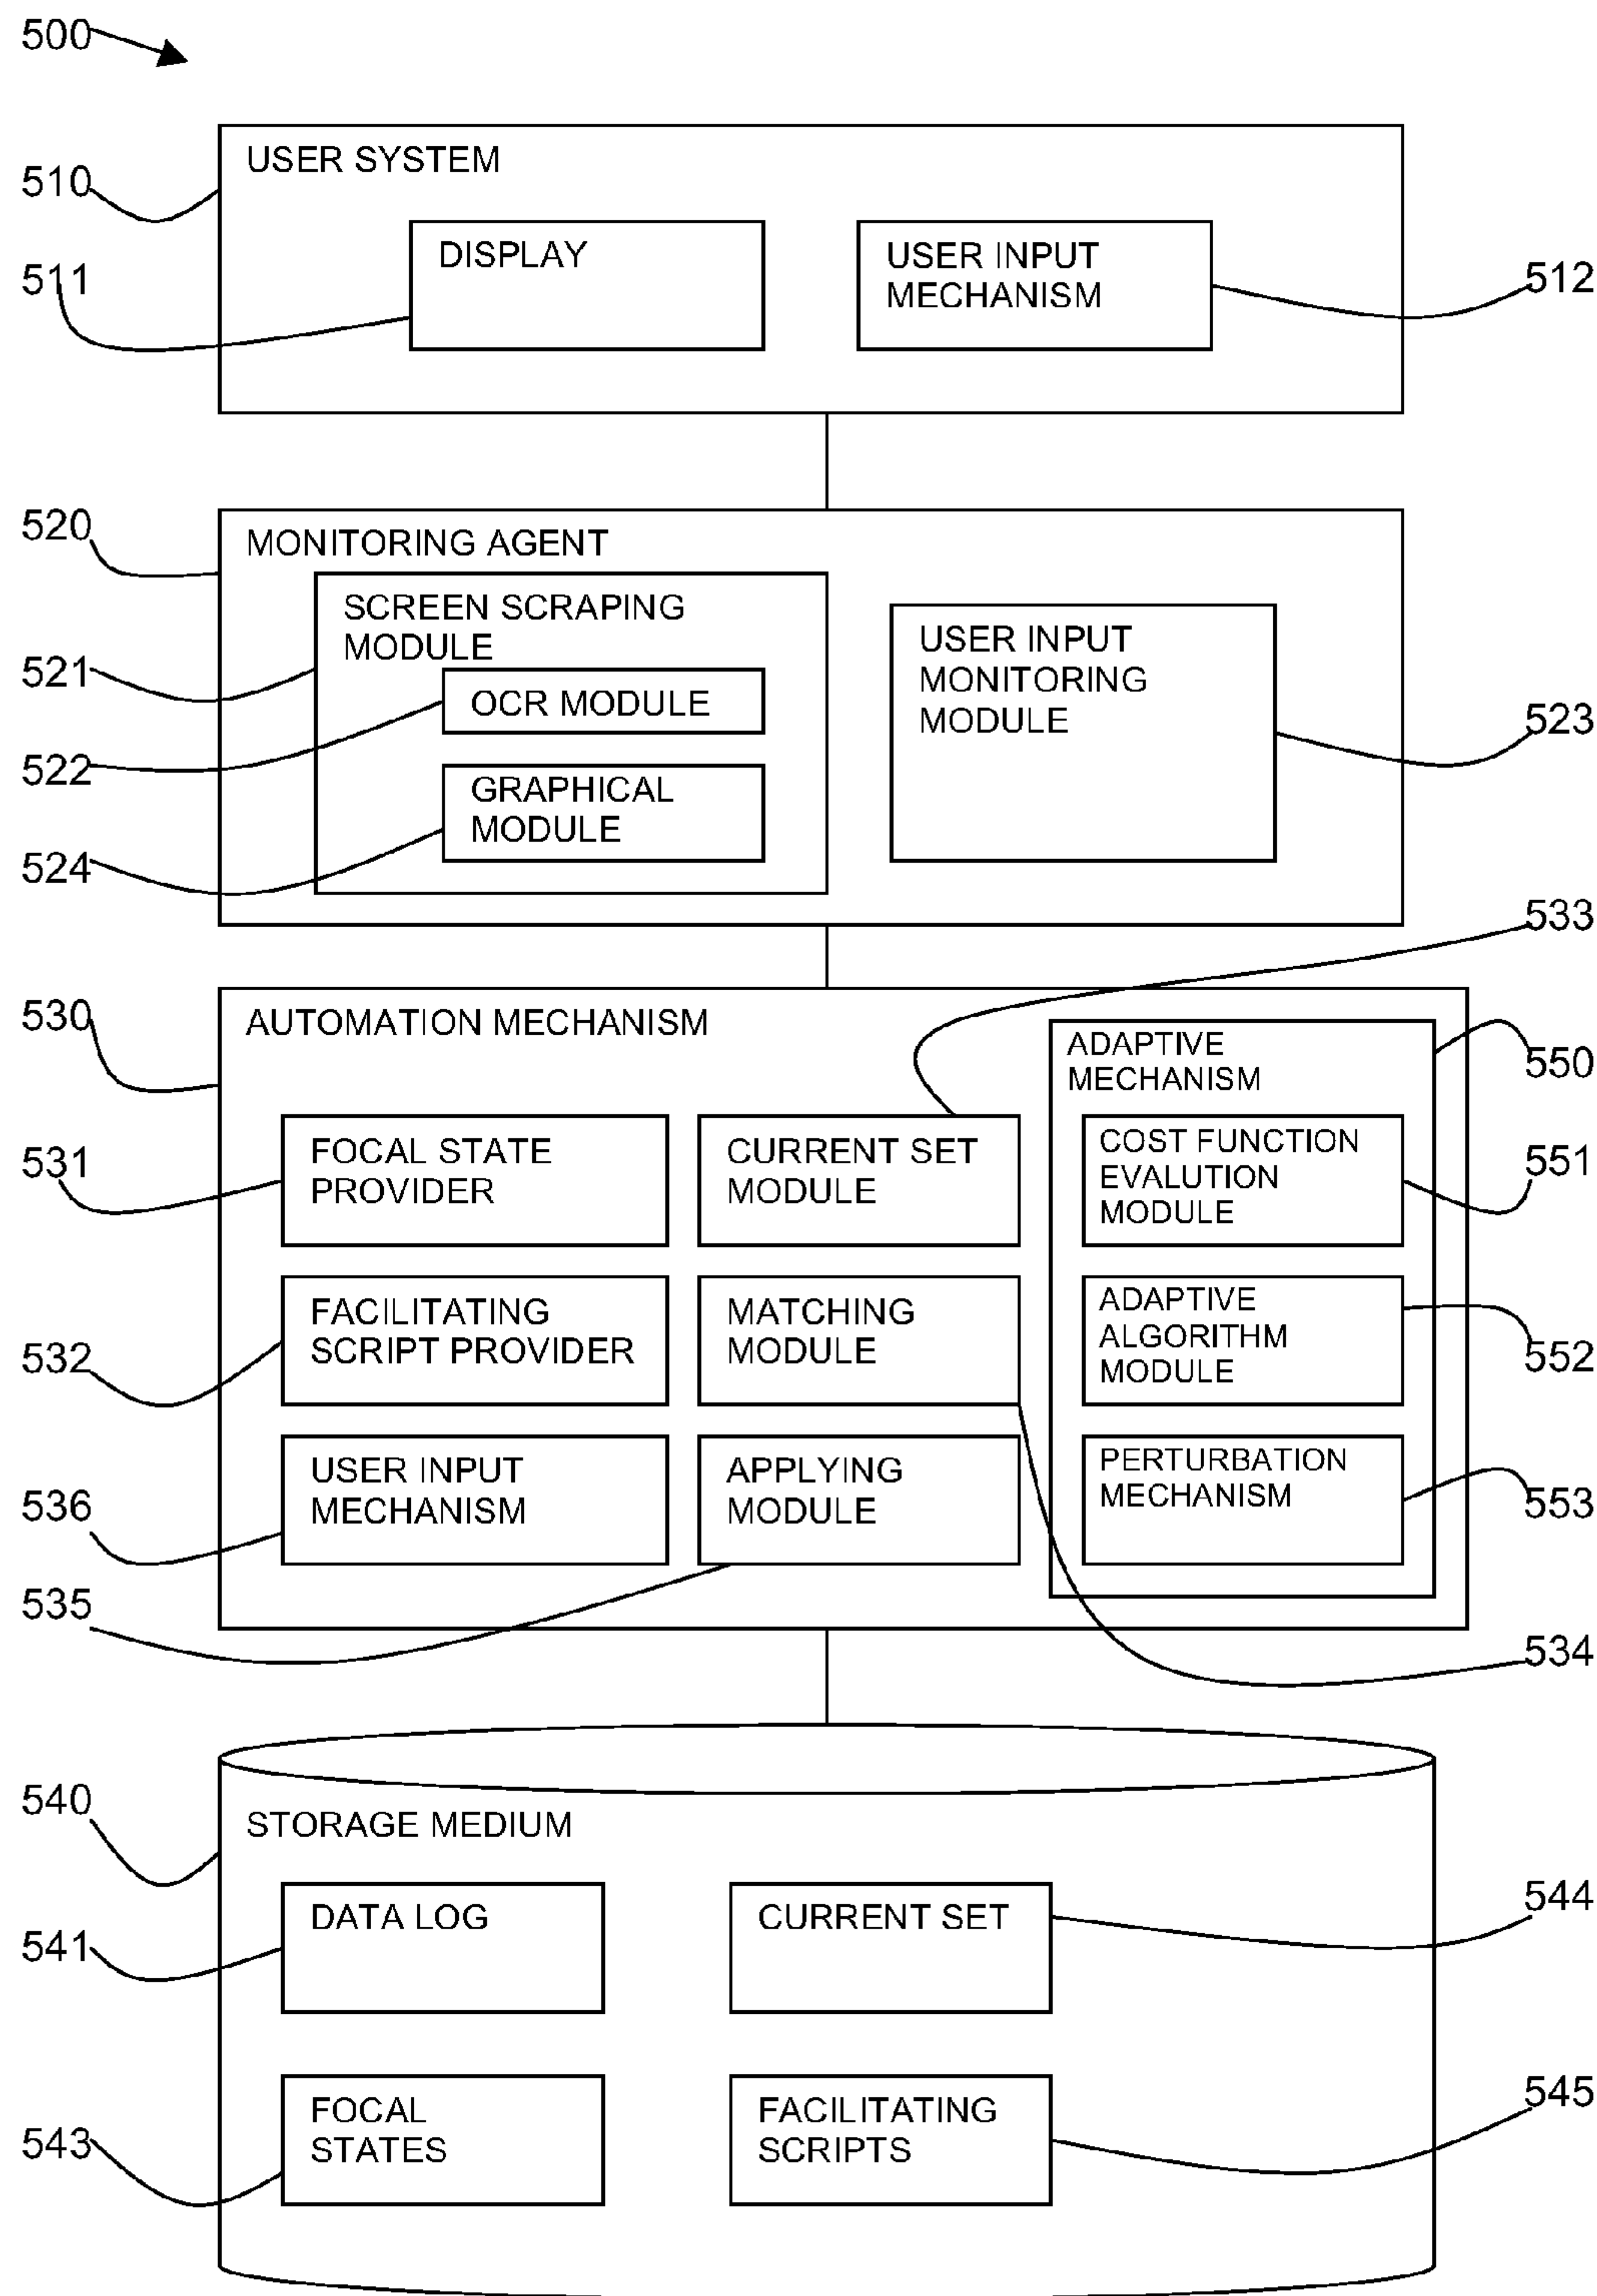 500
510
USER SYSTEM
511
DISPLAY
USER INPUT
MECHANISM
512
520
MONITORING AGENT
521
SCREEN SCRAPING
MODULE
522
OCR MODULE
524
GRAPHICAL
MODULE
USER INPUT
MONITORING
MODULE
523
533
530
AUTOMATION MECHANISM
531
FOCAL STATE
PROVIDER
CURRENT SET
MODULE
532
FACILITATING
SCRIPT PROVIDER
MATCHING
MODULE
536
USER INPUT
MECHANISM
APPLYING
MODULE
535
ADAPTIVE
MECHANISM
550
COST FUNCTION
EVALUTION
MODULE
551
ADAPTIVE
ALGORITHM
MODULE
552
PERTURBATION
MECHANISM
553
534
540
STORAGE MEDIUM
541
DATA LOG
CURRENT SET
544
543
FOCAL
STATES
FACILITATING
SCRIPTS
545